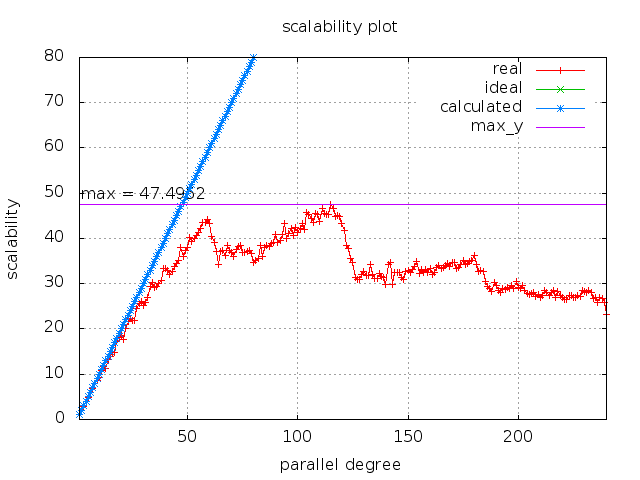 scalability plot
80
70
60
50
40
30
20
10
0
scalability
real
ideal
calculated
max_y
max = 47.4952
50
100
150
200
parallel degree